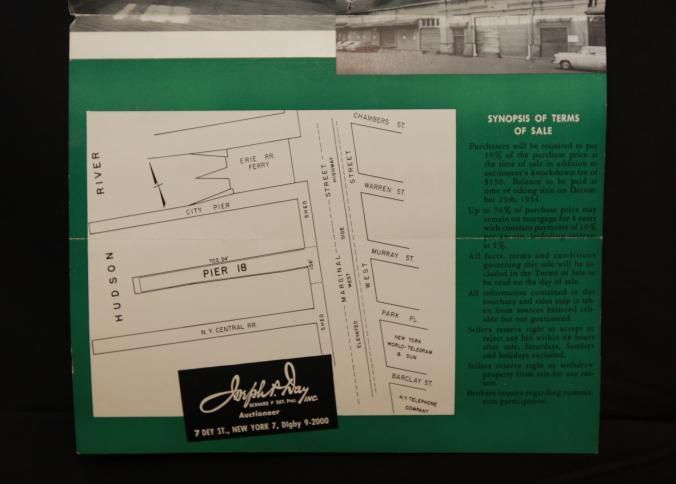 CHAMBERS ST.
ERIE RR
FERRY
RIVER
STREET
HIGHWAY
STREET
WARREN ST.
CITY PIER
SHED
HUDSON
702.24'
PIER 18
156'
MARGINAL
WEST
SIDE
WEST
MURRAY ST.
N.Y. CENTRAL RR.
SHED
ELEVATED
PARK PL.
NEW YORK
WORLD-TELEGRAM
& SUN
BARCLAY ST.
N.Y. TELEPHONE
COMPANY
Joseph P. Day INC.
BERNARD P. DAY, Pres.
Auctioneer
7 DEY ST., NEW YORK 7, DIgby 9-2000
SYNOPSIS OF TERMS
OF SALE
Purchasers will be required to pay
10% of the purchase price at
the time of sale in addition to
auctioneer's knockdown fee of
$150. Balance to be paid at
time of taking title on Decem-
ber 29th, 1954.
Up to 70% of purchase price may
remain on mortgage for 5 years
with constant payments of 10%
per annum, including interest
at 5%.
All facts, terms and conditions
governing this sale will be in-
cluded in the Terms of Sale to
be read on the day of sale.
All information contained in this
brochure and sales map is tak-
en from sources believed reli-
able but not guaranteed.
Sellers reserve right to accept or
reject any bid within 48 hours
after sale, Saturdays, Sundays
and holidays excluded.
Sellers reserve right to withdraw
property from sale for any rea-
son.
Brokers inquire regarding commis-
sion participation.